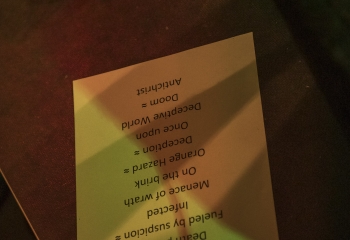 Death
Fueled by suspicion ≈
Infected
Menace of wrath
On the brink
Orange Hazard ≈
Deception ≈
Once upon
Deceptive World
Doom ≈
Antichrist